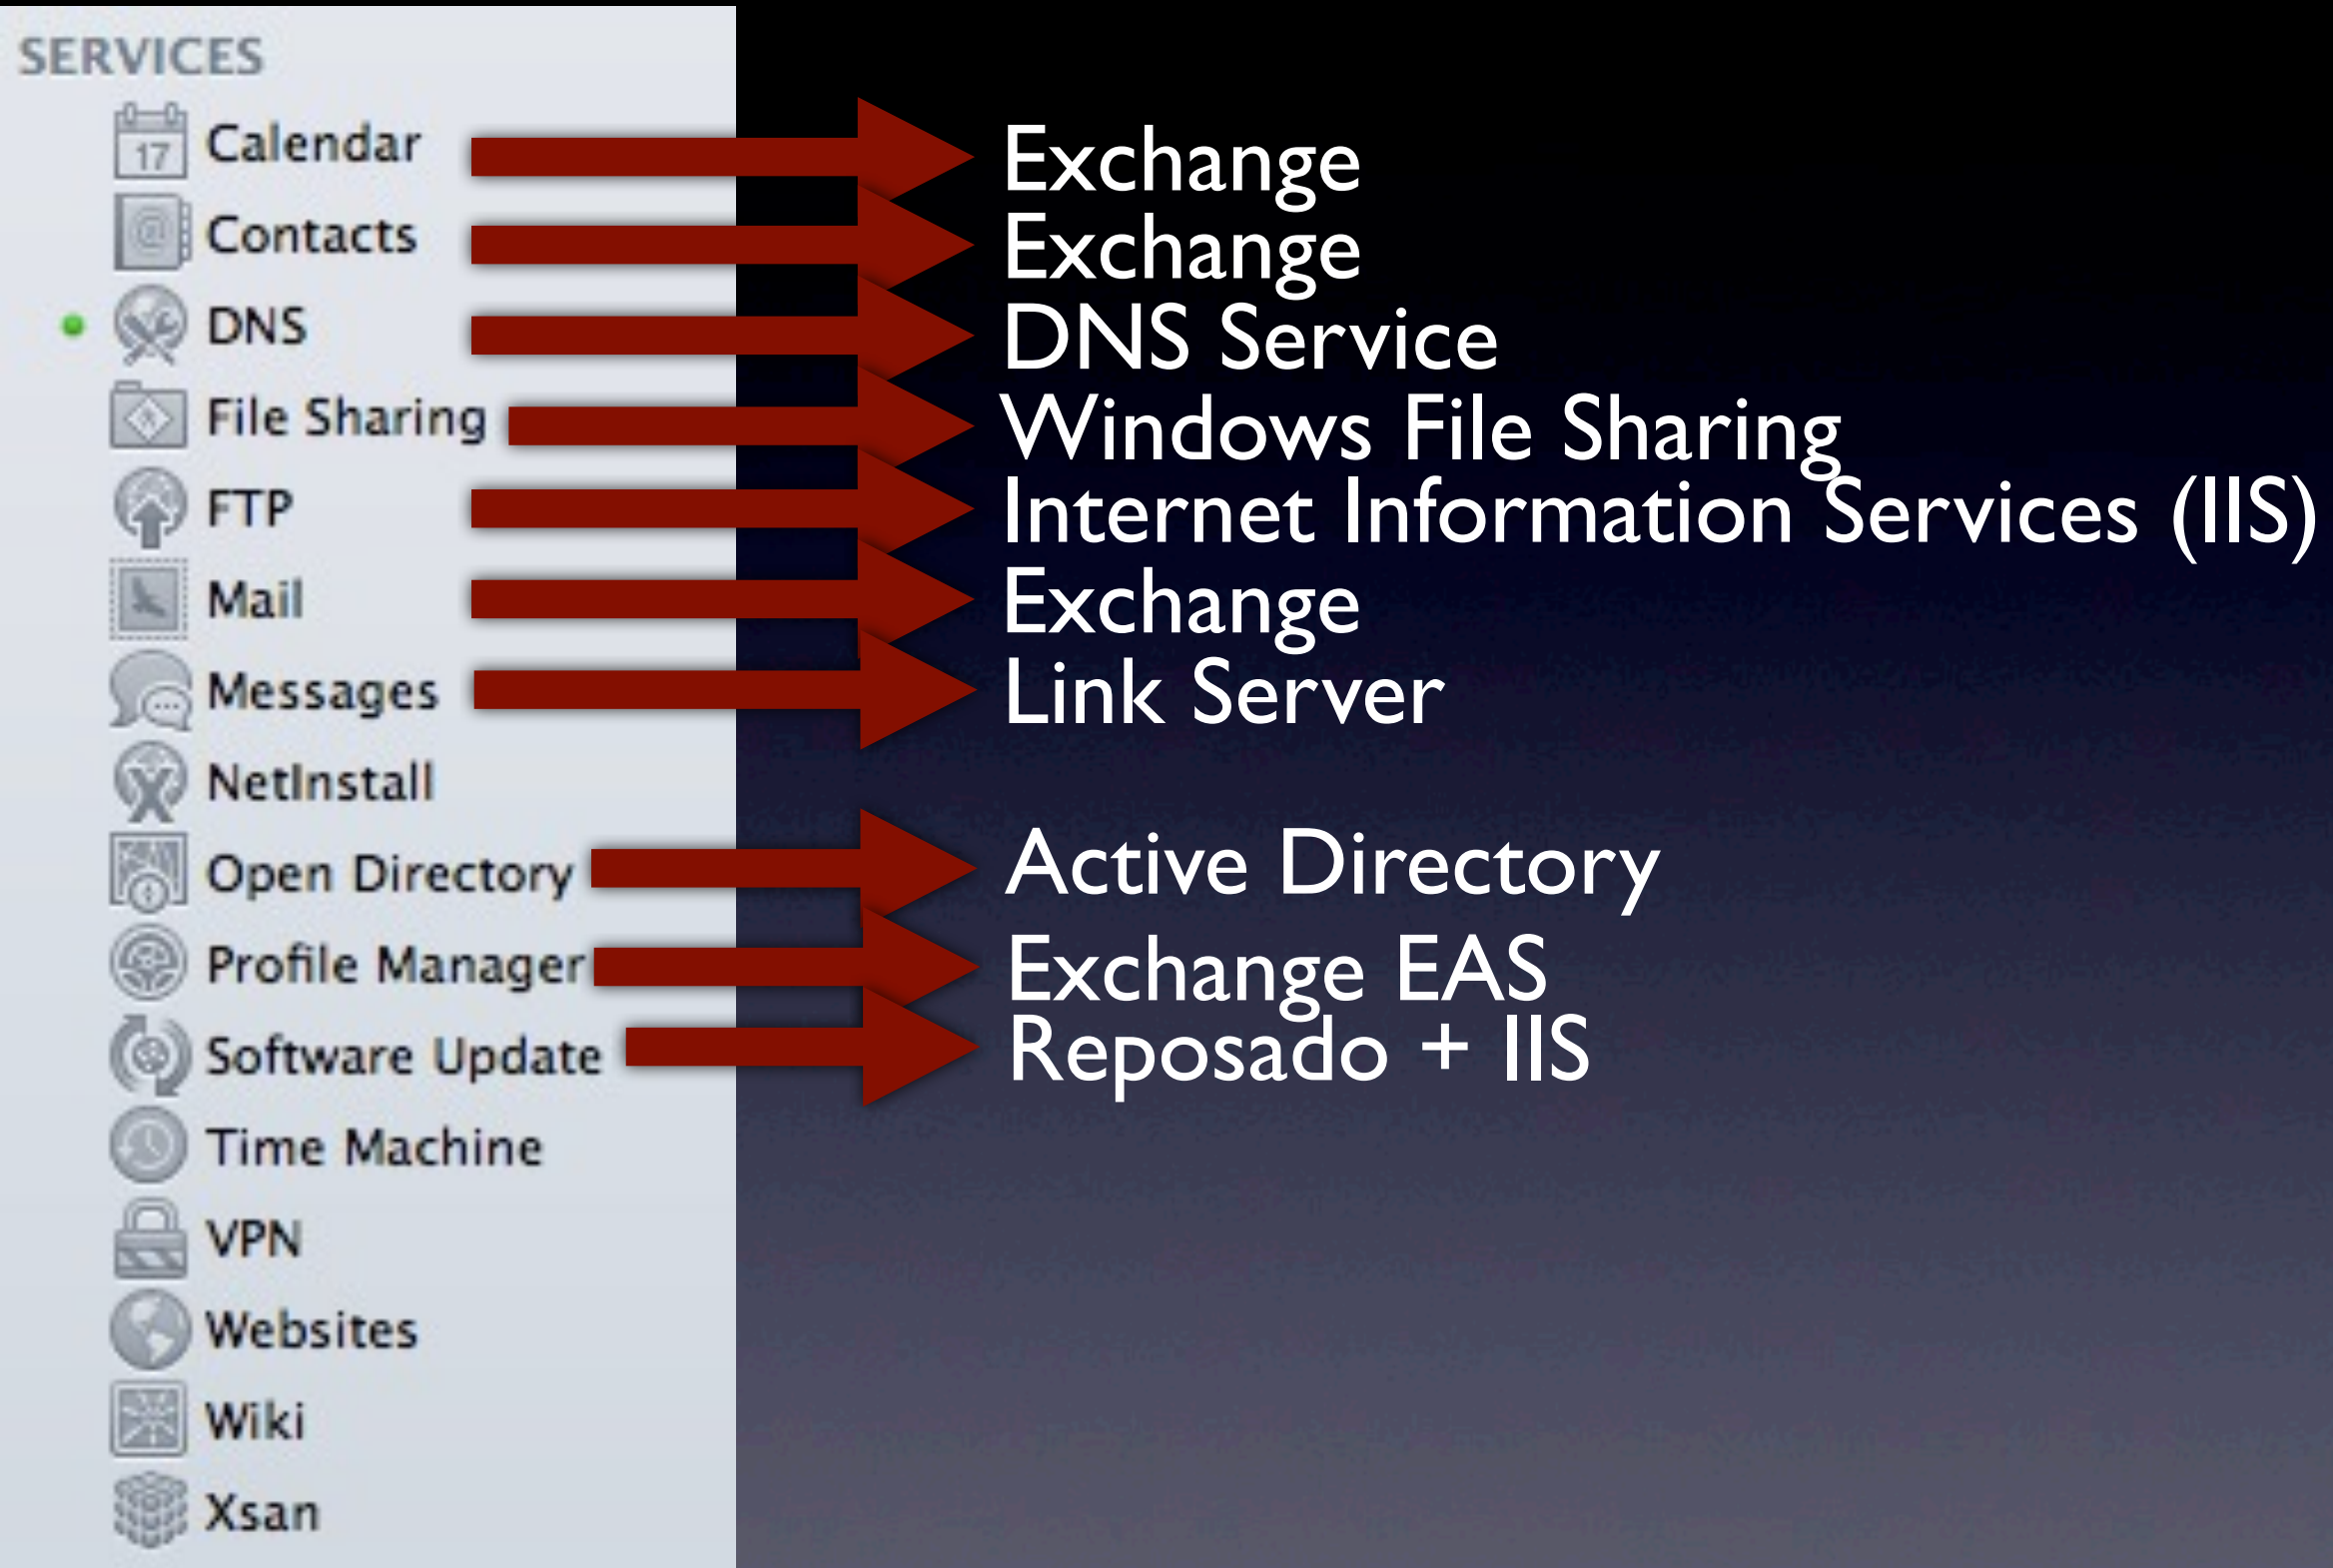 SERVICES
17
Calendar
Exchange
@
Contacts
Exchange
DNS
DNS Service
File Sharing
Windows File Sharing
FTP
Internet Information Services (IIS)
Mail
Exchange
Messages
Link Server
NetInstall
Open Directory
Active Directory
Profile Manager
Exchange EAS
Software Update
Reposado + IIS
Time Machine
VPN
Websites
Wiki
Xsan